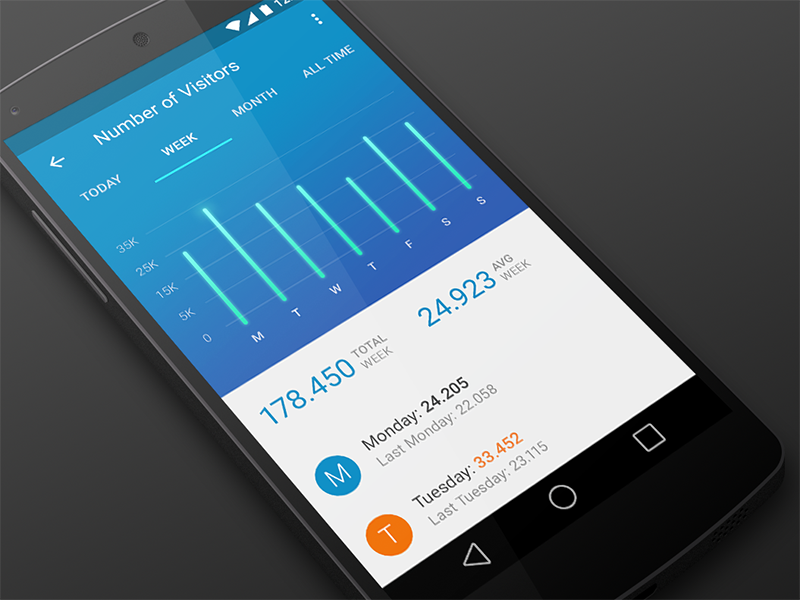 12
Number of Visitors
TODAY
WEEK
MONTH
ALL TIME
35K
25K
15K
5K
0
M
T
W
T
F
S
S
178.450 TOTAL WEEK
24.923 AVG WEEK
M
Monday: 24.205
Last Monday: 22.058
T
Tuesday: 33.452
Last Tuesday: 23.115